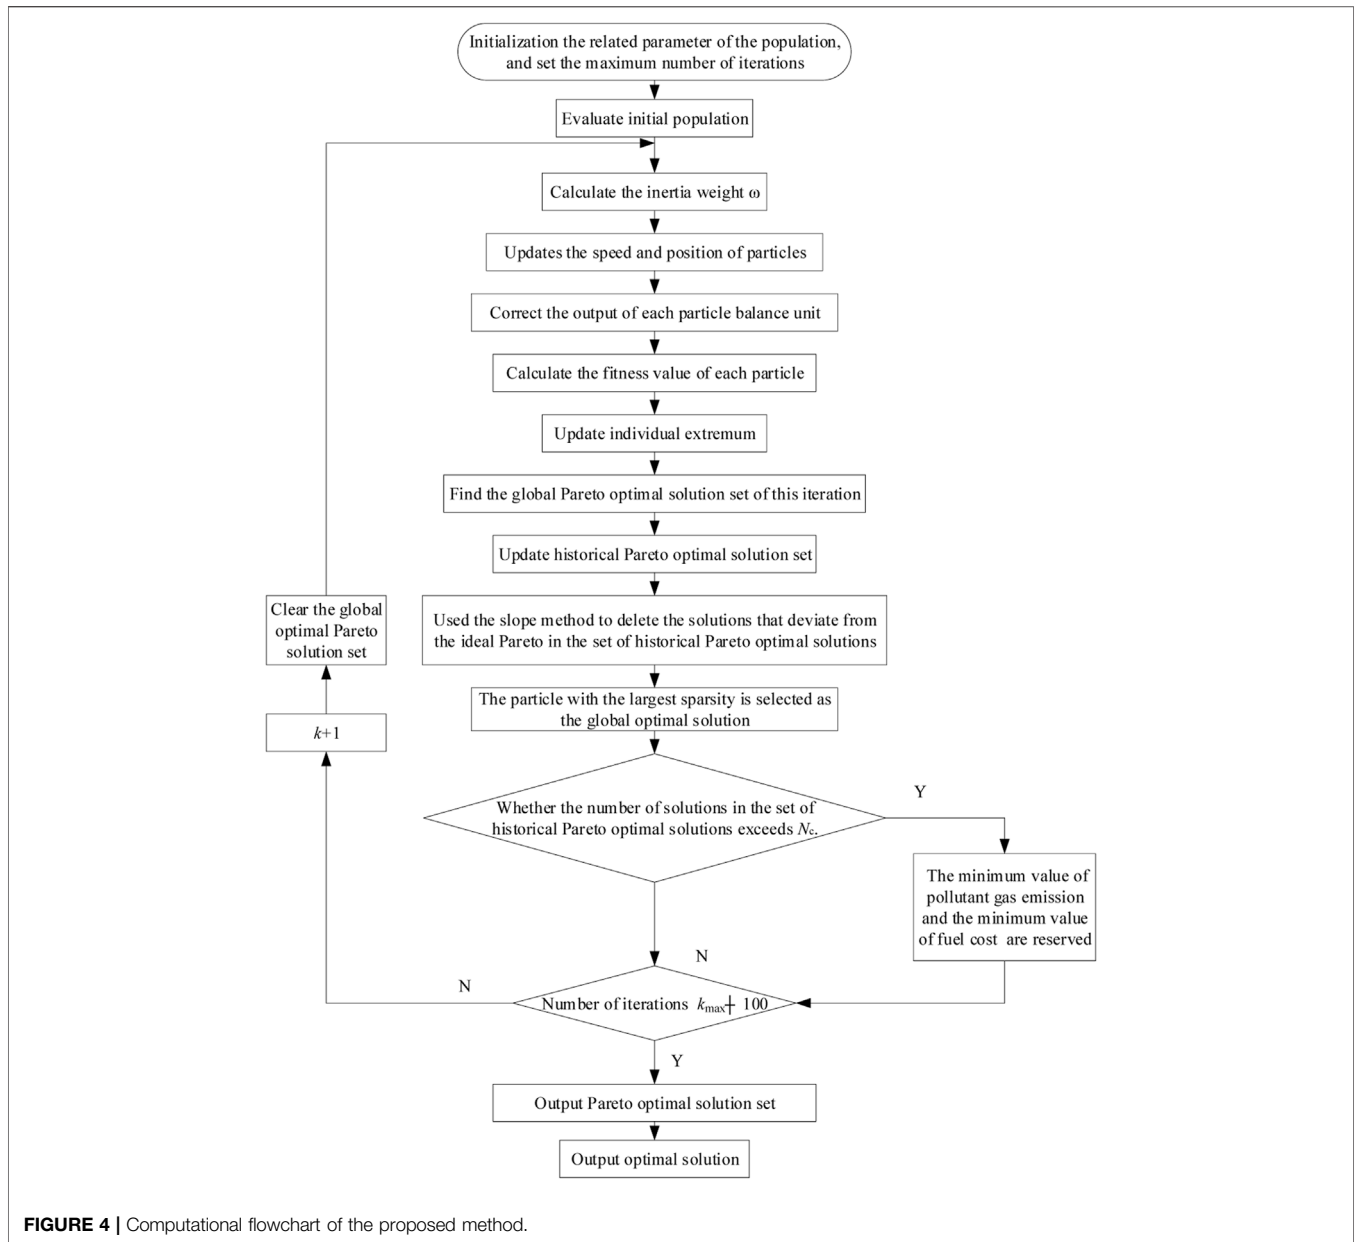 Initialization the related parameter of the population,
and set the maximum number of iterations
Evaluate initial population
Calculate the inertia weight ω
Updates the speed and position of particles
Correct the output of each particle balance unit
Calculate the fitness value of each particle
Update individual extremum
Find the global Pareto optimal solution set of this iteration
Update historical Pareto optimal solution set
Clear the global
optimal Pareto
solution set
Used the slope method to delete the solutions that deviate from
the ideal Pareto in the set of historical Pareto optimal solutions
The particle with the largest sparsity is selected as
the global optimal solution
k+1
Whether the number of solutions in the set of
historical Pareto optimal solutions exceeds Nc.
Y
The minimum value of
pollutant gas emission
and the minimum value
of fuel cost are reserved
N
N
Number of iterations kmax 100
Y
Output Pareto optimal solution set
Output optimal solution
FIGURE 4 | Computational flowchart of the proposed method.